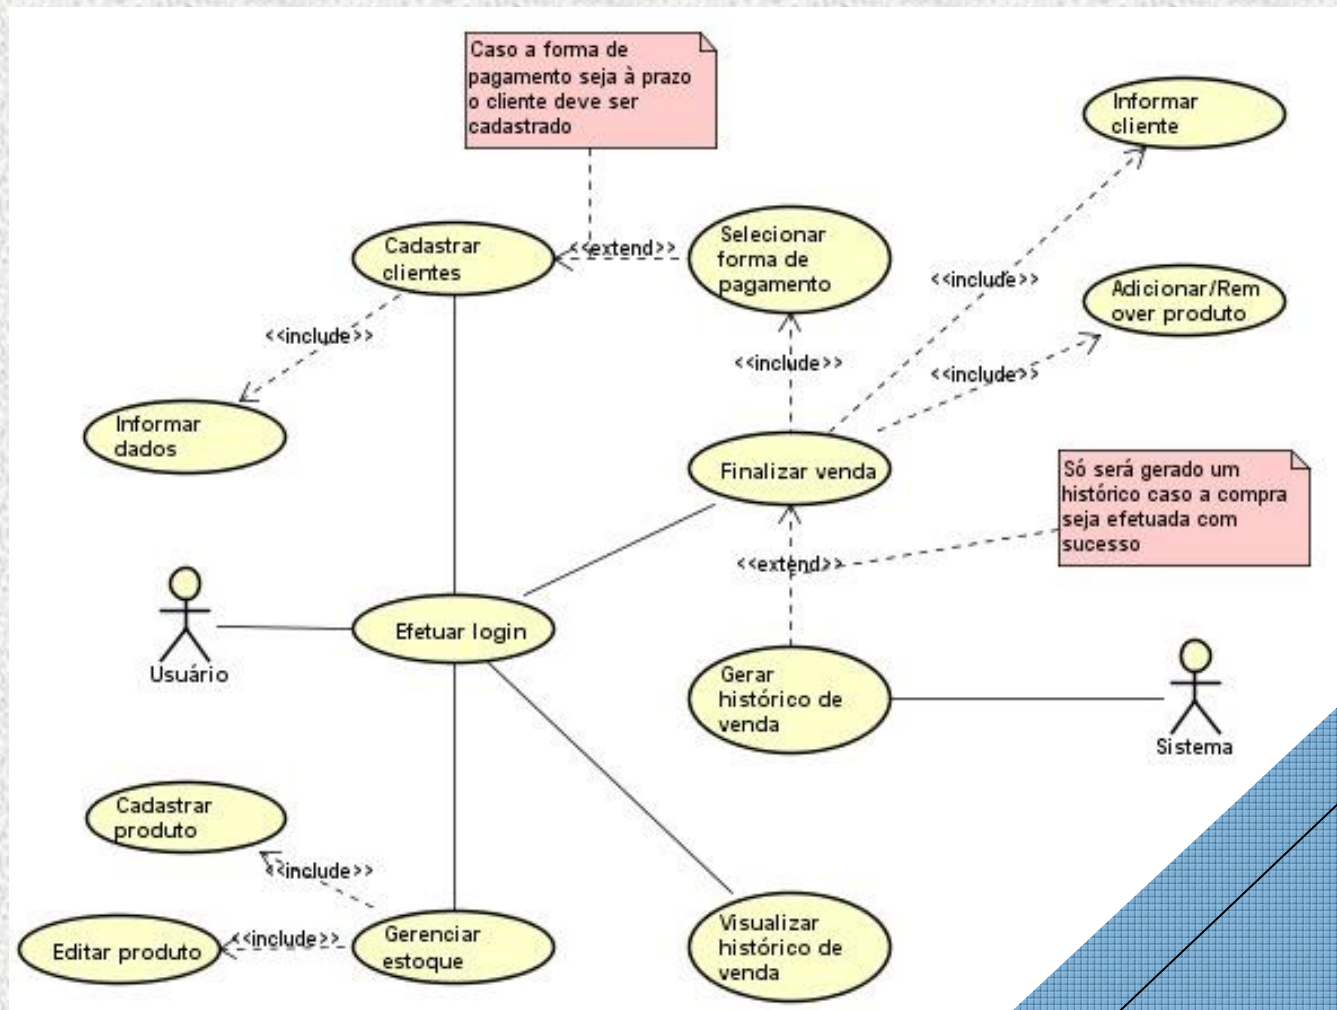 Caso a forma de
pagamento seja à prazo
o cliente deve ser
cadastrado
Informar
cliente
Cadastrar
clientes
<<extend>>
Selecionar
forma de
pagamento
<<include>>
Adicionar/Rem
over produto
<<include>>
<<include>>
<<include>>
Informar
dados
Finalizar venda
Só será gerado um
histórico caso a compra
seja efetuada com
sucesso
<<extend>>
Usuário
Efetuar login
Gerar
histórico de
venda
Sistema
Cadastrar
produto
<<include>>
Editar produto
<<include>>
Gerenciar
estoque
Visualizar
histórico de
venda